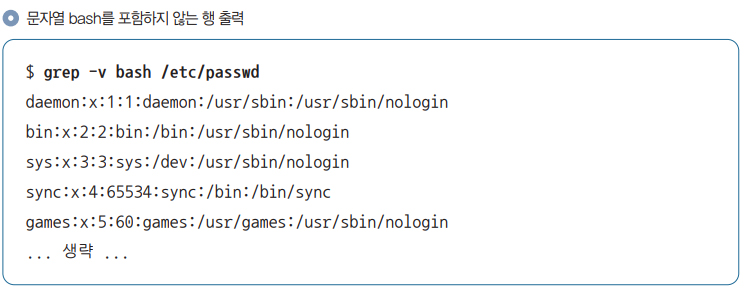 문자열 bash를 포함하지 않는 행 출력
$ grep -v bash /etc/passwd
daemon:x:1:1:daemon:/usr/sbin:/usr/sbin/nologin
bin:x:2:2:bin:/bin:/usr/sbin/nologin
sys:x:3:3:sys:/dev:/usr/sbin/nologin
sync:x:4:65534:sync:/bin:/bin/sync
games:x:5:60:games:/usr/games:/usr/sbin/nologin
... 생략 ...